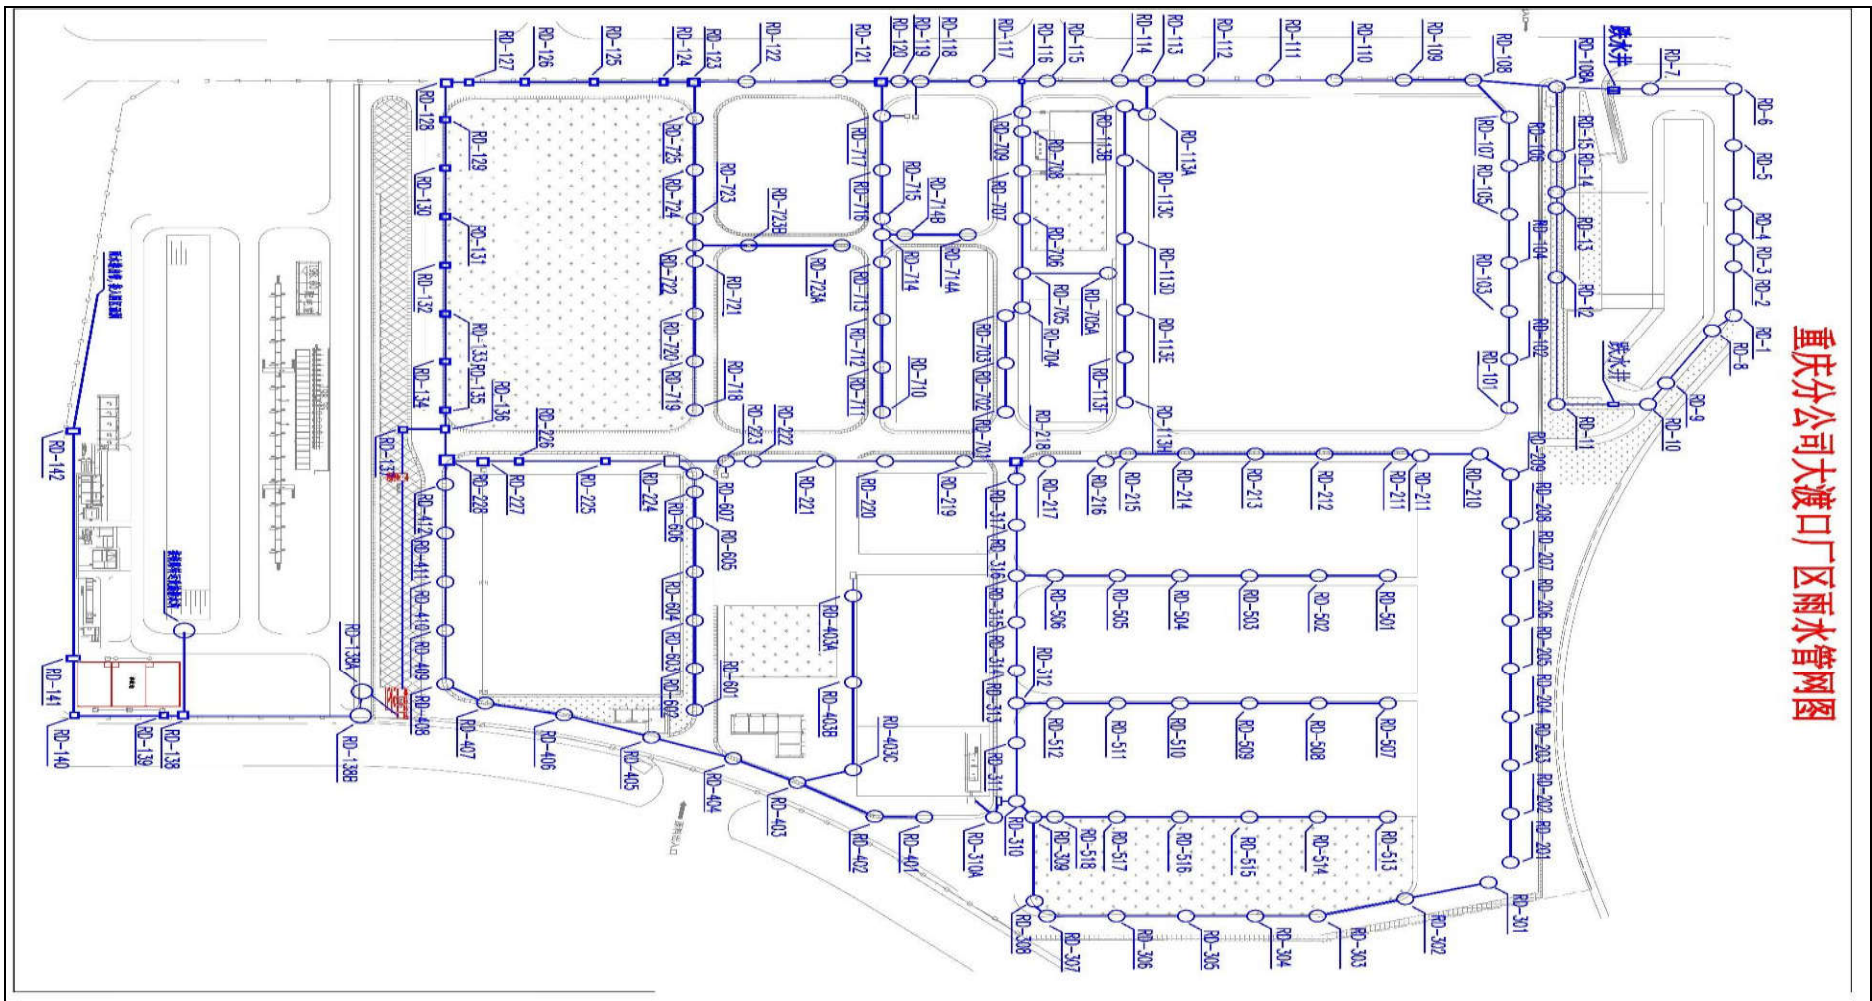 重庆分公司大渡口厂区雨水管网图
RD-127
RD-126
RD-125
RD-124
RD-123
RD-122
RD-121
RD-120
RD-119
RD-118
RD-117
RD-116
RD-115
RD-114
RD-113
RD-112
RD-111
RD-110
RD-109
RD-108
RD-108A
跌水井
RD-7
RD-6
RD-128
RD-129
RD-130
RD-131
RD-132
RD-133
RD-134
RD-135
RD-136
RD-137
RD-725
RD-724
RD-723
RD-723B
RD-723A
RD-722
RD-721
RD-720
RD-719
RD-718
RD-717
RD-716
RD-715
RD-714B
RD-714A
RD-714
RD-713
RD-712
RD-711
RD-710
RD-709
RD-708
RD-707
RD-706
RD-705
RD-705A
RD-704
RD-703
RD-702
RD-701
RD-113B
RD-113A
RD-113C
RD-113D
RD-113E
RD-113F
RD-113H
RD-107
RD-106
RD-105
RD-104
RD-103
RD-102
RD-101
RD-15
RD-14
RD-13
RD-12
RD-11
跌水井
RD-5
RD-4
RD-3
RD-2
RD-1
RD-8
RD-9
RD-10
RD-142
RD-226
RD-228
RD-227
RD-225
RD-224
RD-223
RD-222
RD-221
RD-220
RD-219
RD-218
RD-217
RD-216
RD-215
RD-214
RD-213
RD-212
RD-211
RD-211
RD-210
RD-209
RD-208
RD-207
RD-206
RD-205
RD-204
RD-203
RD-202
RD-201
RD-412
RD-411
RD-410
RD-409
RD-408
RD-407
RD-406
RD-405
RD-404
RD-403
RD-402
RD-401
RD-607
RD-606
RD-605
RD-604
RD-603
RD-602
RD-601
RD-403A
RD-403B
RD-403C
RD-317
RD-316
RD-315
RD-314
RD-313
RD-312
RD-311
RD-310
RD-310A
RD-309
RD-308
RD-307
RD-306
RD-305
RD-304
RD-303
RD-302
RD-301
RD-506
RD-505
RD-504
RD-503
RD-502
RD-501
RD-512
RD-511
RD-510
RD-509
RD-508
RD-507
RD-518
RD-517
RD-516
RD-515
RD-514
RD-513
RD-138A
RD-138B
RD-138
RD-139
RD-140
RD-141